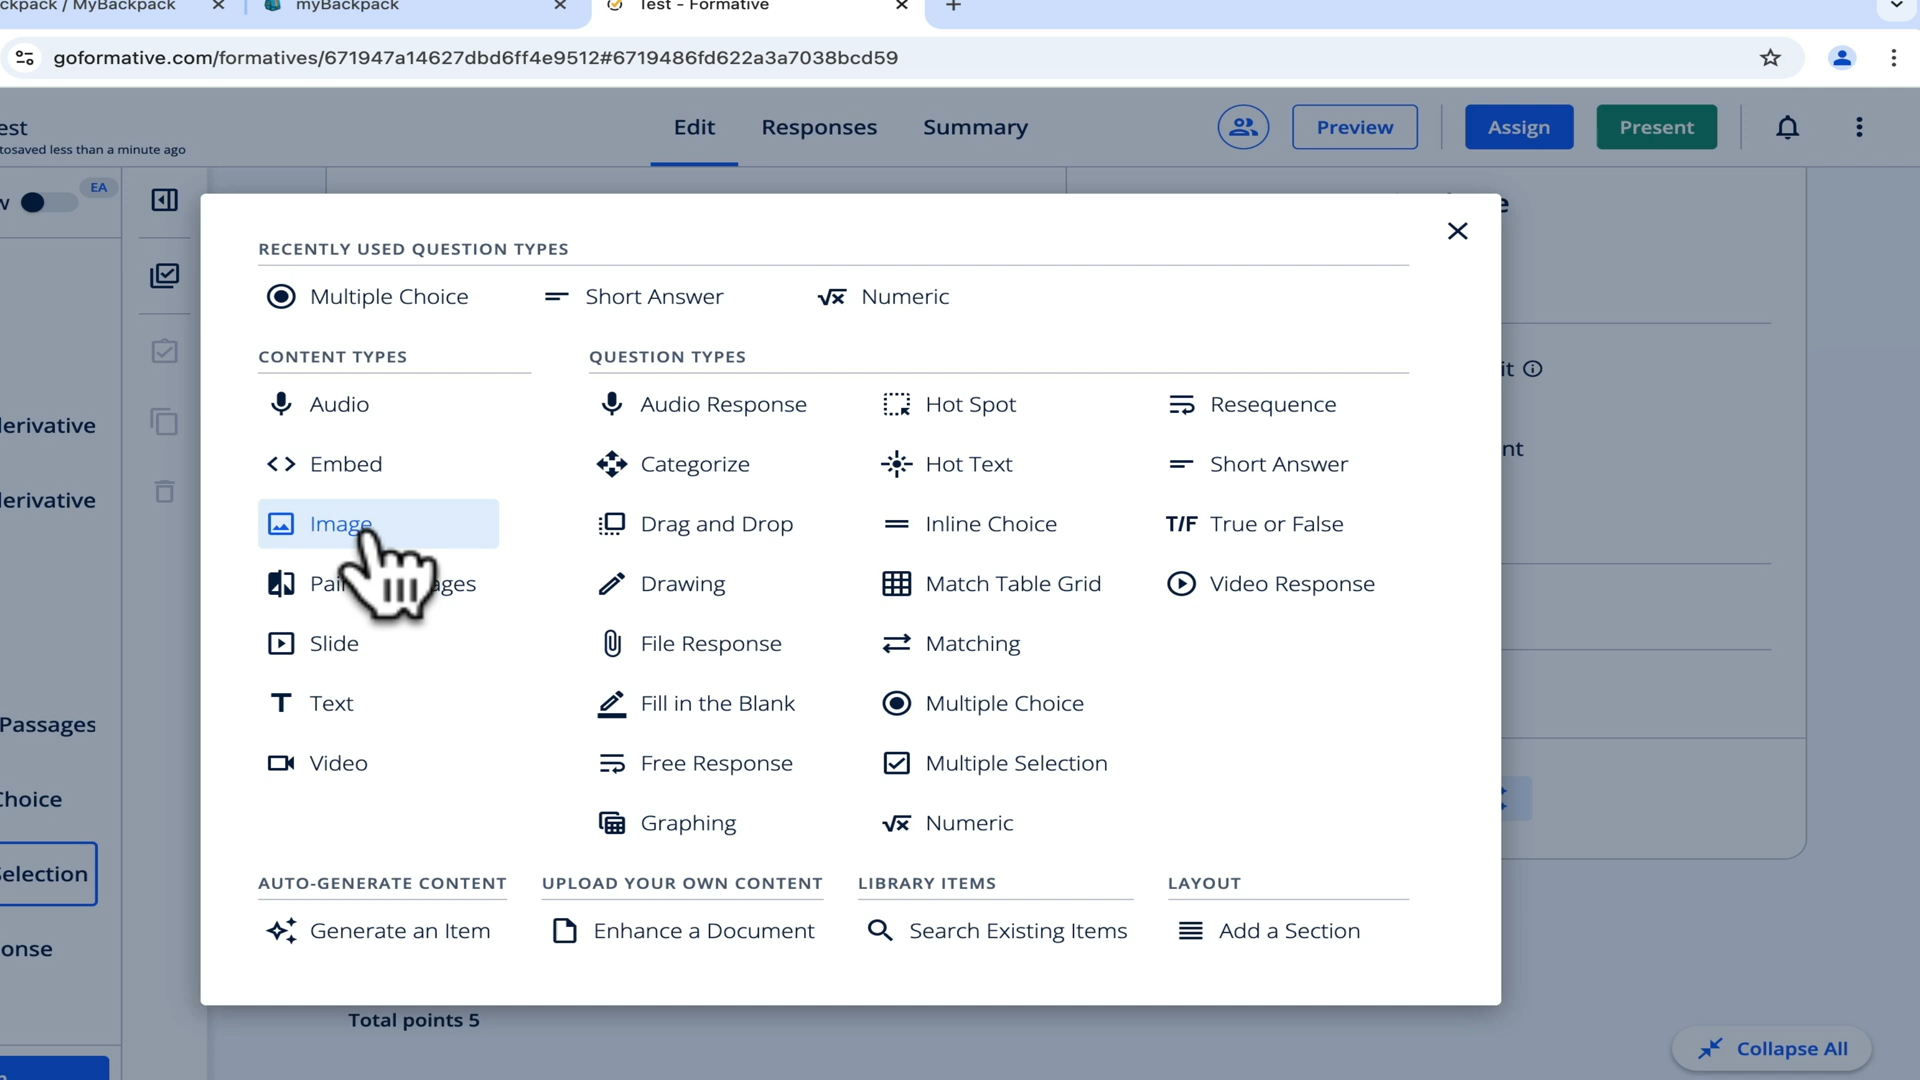 ckpack / MyBackpack
myBackpack
Test - Formative
goformative.com/formatives/671947a14627dbd6ff4e9512#6719486fd622a3a7038bcd59
est
tosaved less than a minute ago
Edit
Responses
Summary
Preview
Assign
Present
w
EA
e
RECENTLY USED QUESTION TYPES
Multiple Choice
Short Answer
Numeric
CONTENT TYPES
QUESTION TYPES
Audio
Audio Response
Hot Spot
Resequence
it
Embed
Categorize
Hot Text
Short Answer
nt
derivative
Image
Drag and Drop
Inline Choice
T/F True or False
derivative
Pai ages
Drawing
Match Table Grid
Video Response
Slide
File Response
Matching
Text
Fill in the Blank
Multiple Choice
Passages
Video
Free Response
Multiple Selection
Choice
Graphing
Numeric
Selection
AUTO-GENERATE CONTENT
UPLOAD YOUR OWN CONTENT
LIBRARY ITEMS
LAYOUT
Generate an Item
Enhance a Document
Search Existing Items
Add a Section
onse
Total points 5
Collapse All